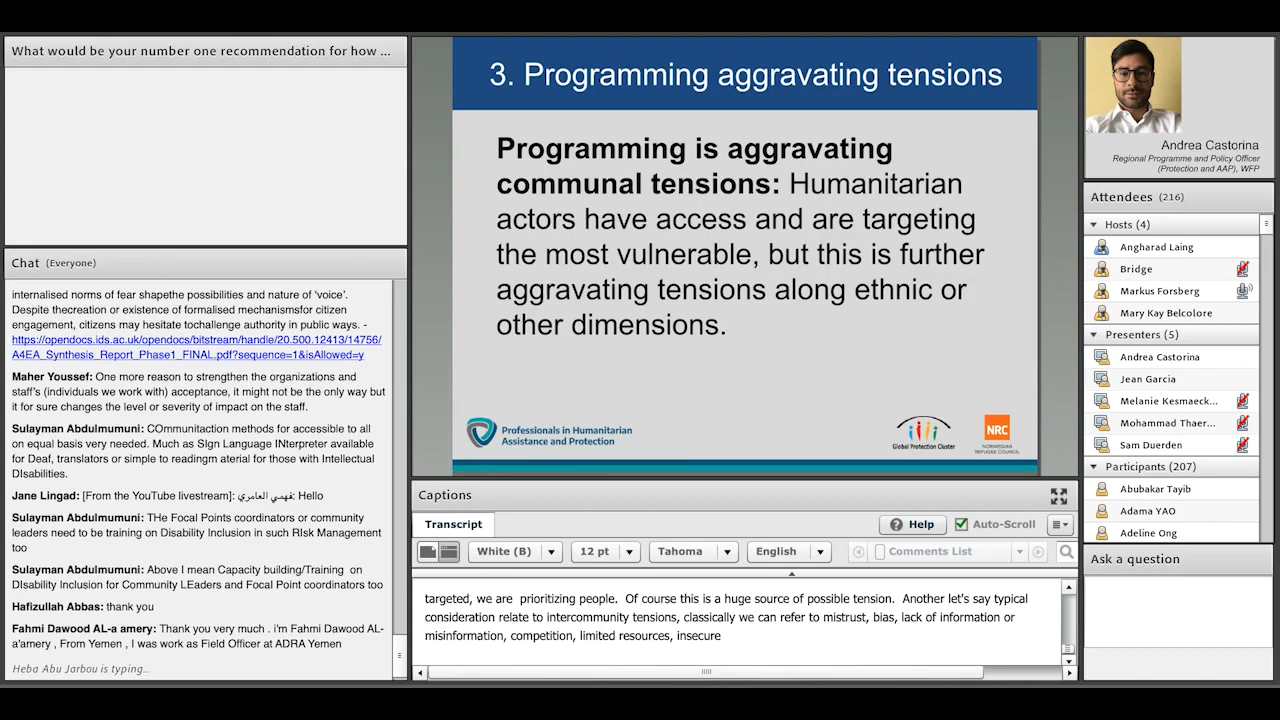 What would be your number one recommendation for how ...
Chat (Everyone)
internalised norms of fear shapethe possibilities and nature of ‘voice’.
Despite thecreation or existence of formalised mechanismsfor citizen
engagement, citizens may hesitate tochallenge authority in public ways. -
https://opendocs.ids.ac.uk/opendocs/bitstream/handle/20.500.12413/14756/
A4EA_Synthesis_Report_Phase1_FINAL.pdf?sequence=1&isAllowed=y
Maher Youssef: One more reason to strengthen the organizations and
staff's (individuals we work with) acceptance, it might not be the only way but
it for sure changes the level or severity of impact on the staff.
Sulayman Abdulmumuni: COmmunitaction methods for accessible to all
on equal basis very needed. Much as SIgn Language INterpreter available
for Deaf, translators or simple to readingm aterial for those with Intellectual
DIsabilities.
Jane Lingad: [From the YouTube livestream]: فهمي العامري: Hello
Sulayman Abdulmumuni: THe Focal Points coordinators or community
leaders need to be training on Disability Inclusion in such RIsk Management
too
Sulayman Abdulmumuni: Above I mean Capacity building/Training on
DIsability Inclusion for Community LEaders and Focal Point coordinators too
Hafizullah Abbas: thank you
Fahmi Dawood AL-a amery: Thank you very much . i'm Fahmi Dawood AL-
a'amery , From Yemen , I was work as Field Officer at ADRA Yemen
Heba Abu Jarbou is typing...
3. Programming aggravating tensions
Programming is aggravating
communal tensions: Humanitarian
actors have access and are targeting
the most vulnerable, but this is further
aggravating tensions along ethnic or
other dimensions.
Professionals in Humanitarian
Assistance and Protection
Global Protection Cluster
NRC
NORWEGIAN
REFUGEE COUNCIL
Captions
Transcript
Help
Auto-Scroll
White (B)
12 pt
Tahoma
English
Comments List
targeted, we are prioritizing people. Of course this is a huge source of possible tension. Another let's say typical
consideration relate to intercommunity tensions, classically we can refer to mistrust, bias, lack of information or
misinformation, competition, limited resources, insecure
Andrea Castorina
Regional Programme and Policy Officer
(Protection and AAP), WFP
Attendees (216)
Hosts (4)
Angharad Laing
Bridge
Markus Forsberg
Mary Kay Belcolore
Presenters (5)
Andrea Castorina
Jean Garcia
Melanie Kesmaeck...
Mohammad Thaer...
Sam Duerden
Participants (207)
Abubakar Tayib
Adama YAO
Adeline Ong
Ask a question